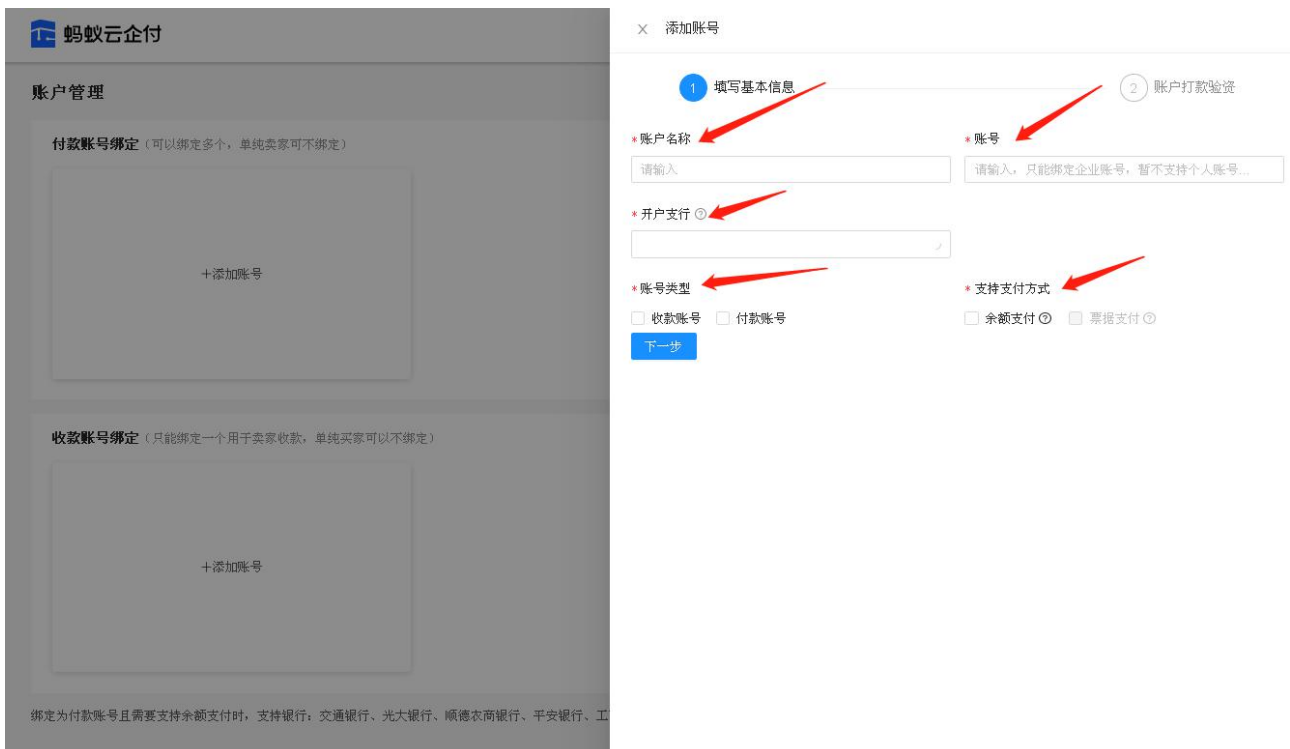 蚂蚁云企付
账户管理
付款账号绑定（可以绑定多个，单纯卖家可不绑定）
+添加账号
收款账号绑定（只能绑定一个用于卖家收款，单纯买家可以不绑定）
+添加账号
绑定为付款账号且需要支持余额支付时，支持银行：交通银行、光大银行、顺德农商银行、平安银行、工
× 添加账号
1 填写基本信息 2 账户打款验资
*账户名称 *账号
请输入 请输入，只能绑定企业账号，暂不支持个人账号...
*开户支行
*账号类型 *支持支付方式
收款账号 付款账号 余额支付 票据支付
下一步